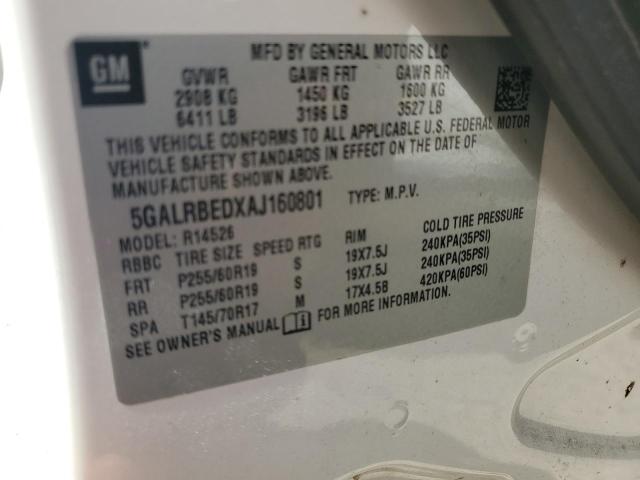 GM
MFD BY GENERAL MOTORS LLC
GVWR GAWR FRT GAWR RR
2908 KG 1450 KG 1600 KG
6411 LB 3196 LB 3527 LB
THIS VEHICLE CONFORMS TO ALL APPLICABLE U.S. FEDERAL MOTOR
VEHICLE SAFETY STANDARDS IN EFFECT ON THE DATE OF
MANUFACTURE SHOWN ABOVE.
5GALRBEDXAJ160801 TYPE: M.P.V.
MODEL: R14526
RBBC TIRE SIZE SPEED RTG RIM COLD TIRE PRESSURE
FRT P255/60R19 S 19X7.5J 240KPA(35PSI)
RR P255/60R19 S 19X7.5J 240KPA(35PSI)
SPA T145/70R17 M 17X4.5B 420KPA(60PSI)
SEE OWNER'S MANUAL FOR MORE INFORMATION.